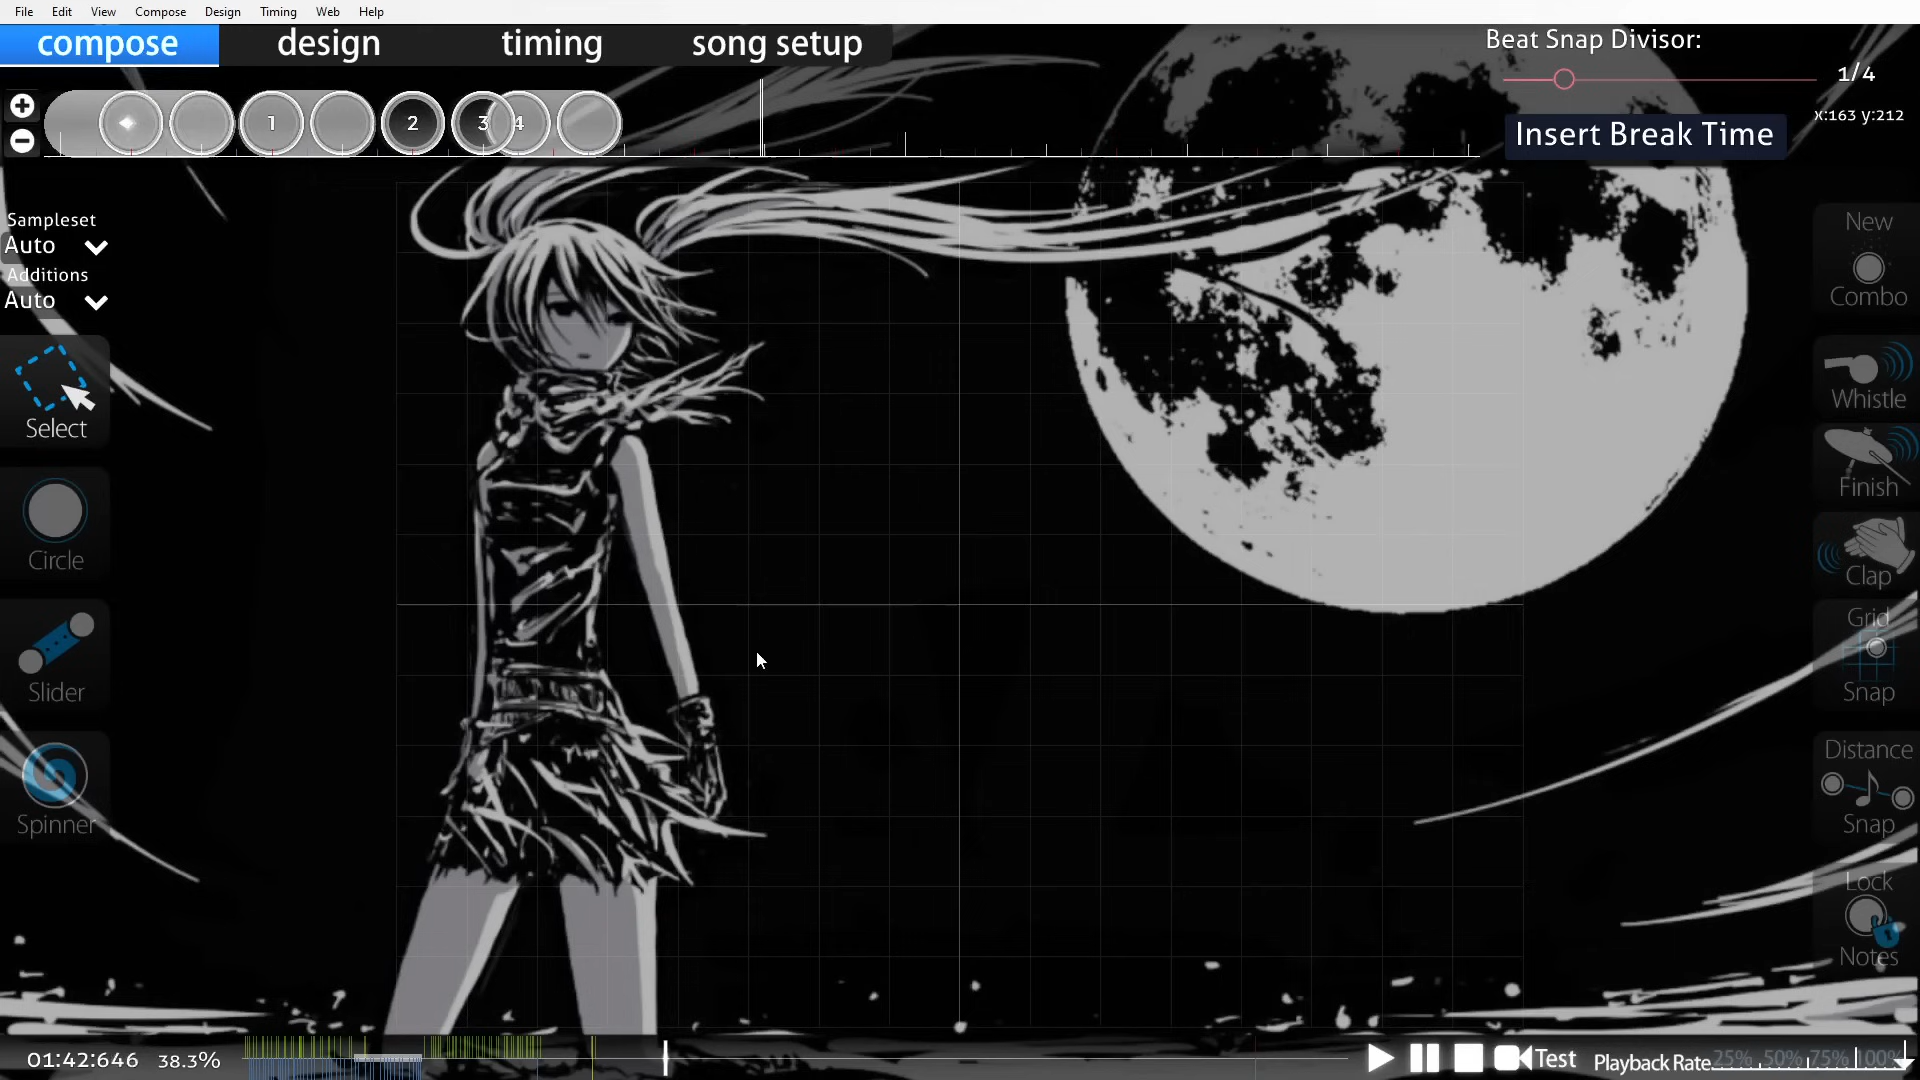 File Edit View Compose Design Timing Web Help
compose design timing song setup
Beat Snap Divisor:
1/4
x:163 y:212
Insert Break Time
1 2 3 4
Sampleset
Auto
Additions
Auto
Select
Circle
Slider
Spinner
New
Combo
Whistle
Finish
Clap
Grid
Snap
Distance
Snap
Lock
Notes
01:42:646 38.3%
Test
Playback Rate 25% 50% 75% 100%